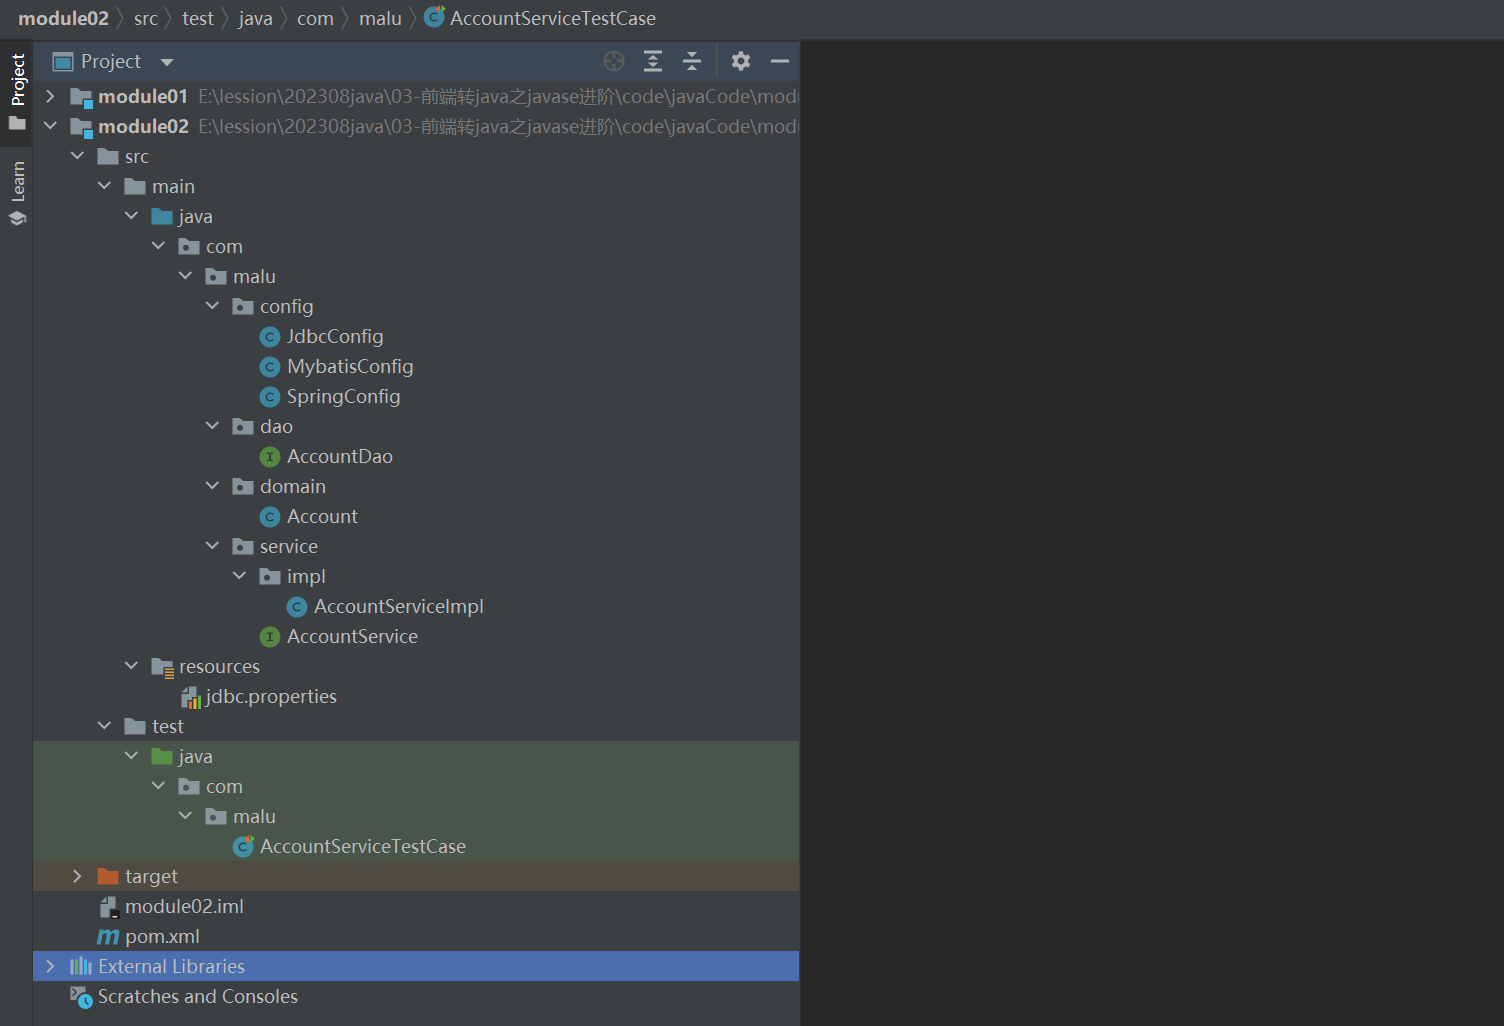 module02 src test java com malu AccountServiceTestCase
Project
Project
Learn
module01 E:\lession\202308java\03-前端转java之javase进阶\code\javaCode\modu
module02 E:\lession\202308java\03-前端转java之javase进阶\code\javaCode\modu
src
main
java
com
malu
config
JdbcConfig
MybatisConfig
SpringConfig
dao
AccountDao
domain
Account
service
impl
AccountServiceImpl
AccountService
resources
jdbc.properties
test
java
com
malu
AccountServiceTestCase
target
module02.iml
pom.xml
External Libraries
Scratches and Consoles